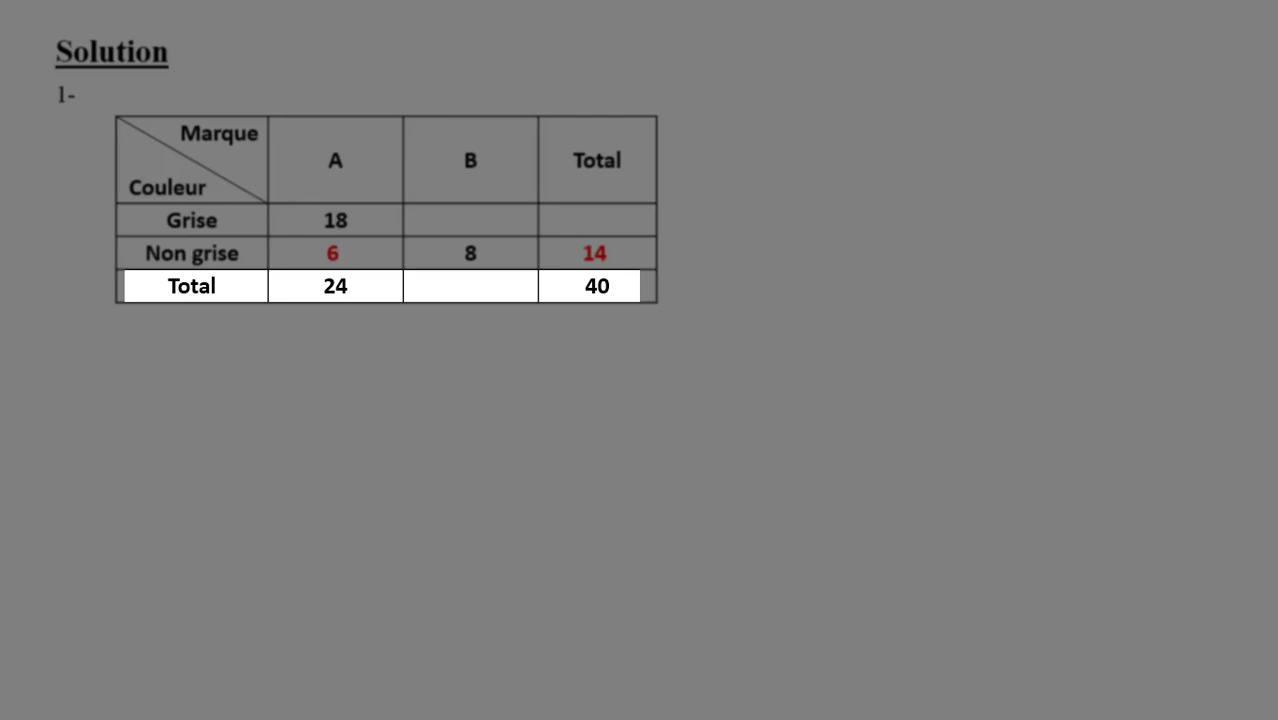 Solution
1-
Marque
Couleur A B Total
Grise 18
Non grise 6 8 14
Total 24 40